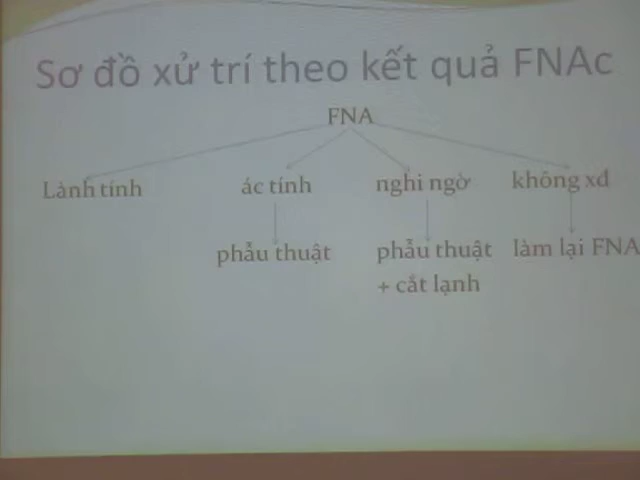 Sơ đồ xử trí theo kết quả FNAc
FNA
Lành tính
ác tính
nghi ngờ
không xd
phẫu thuật
phẫu thuật
+ cắt lạnh
làm lại FNA